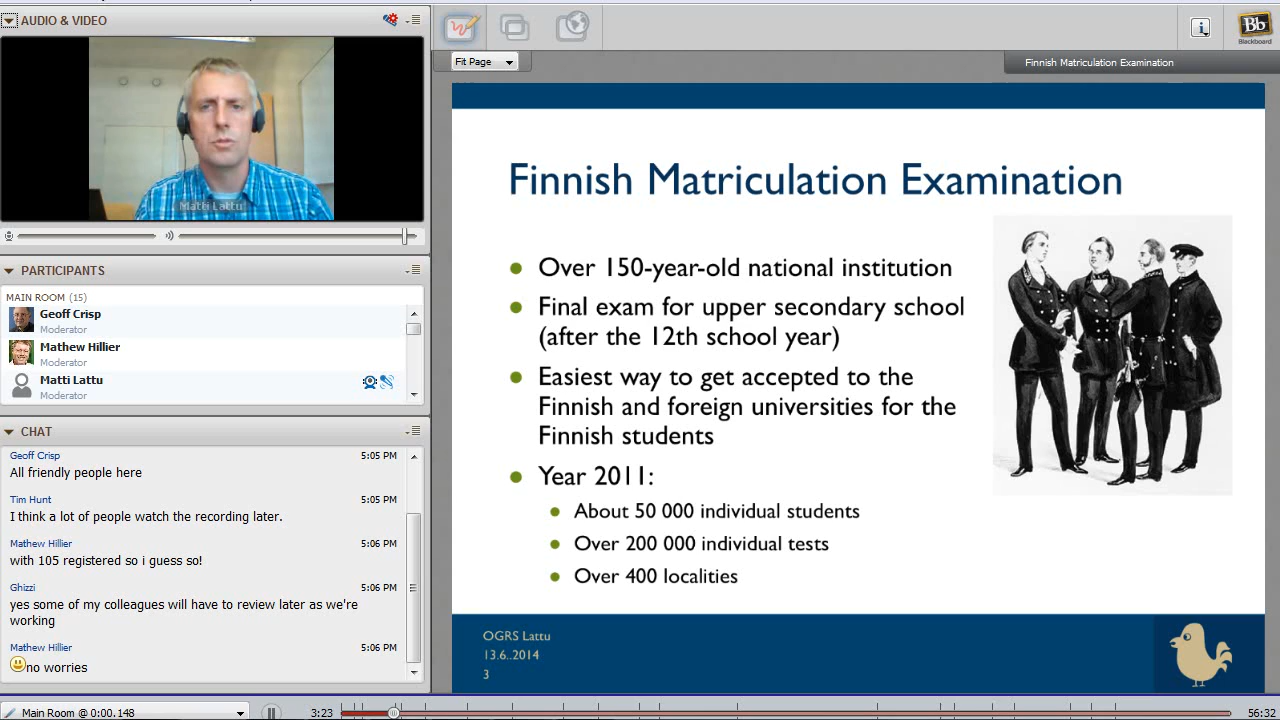 AUDIO & VIDEO
Matti Lattu
PARTICIPANTS
MAIN ROOM (15)
Geoff Crisp
Moderator
Mathew Hillier
Moderator
Matti Lattu
Moderator
CHAT
Geoff Crisp 5:05 PM
All friendly people here
Tim Hunt 5:05 PM
I think a lot of people watch the recording later.
Mathew Hillier 5:06 PM
with 105 registered so i guess so!
Ghizzi 5:06 PM
yes some of my colleagues will have to review later as we're
working
Mathew Hillier 5:06 PM
no worries
Fit Page
Finnish Matriculation Examination
Bb
Blackboard
Finnish Matriculation Examination
Over 150-year-old national institution
Final exam for upper secondary school
(after the 12th school year)
Easiest way to get accepted to the
Finnish and foreign universities for the
Finnish students
Year 2011:
About 50 000 individual students
Over 200 000 individual tests
Over 400 localities
OGRS Lattu
13.6..2014
3
Main Room @ 0:00.148
3:23
56:32